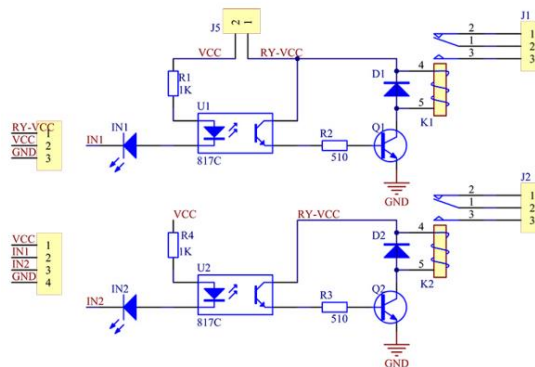 J5
2 1
VCC
RY-VCC
R1
1K
U1
817C
IN1
IN1
R2
510
D1
Q1
GND
4
5
K1
J1
2
1
3
1
2
3
RY-VCC 1
VCC 2
GND 3
VCC 1
IN1 2
IN2 3
GND 4
VCC
RY-VCC
R4
1K
U2
817C
IN2
IN2
R3
510
D2
Q2
GND
4
5
K2
J2
2
1
3
1
2
3